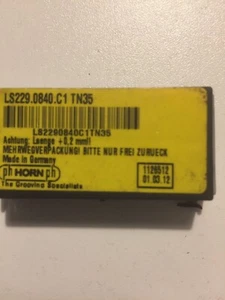 LS229.0840.C1 TN35
LS2290840C1TN35
Achtung: Laenge +0,2 mm!!
MEHRWEGVERPACKUNG! BITTE NUR FREI ZURUECK
Made in Germany
ph HORN ph
The Grooving Specialists
1126512
01.03.12